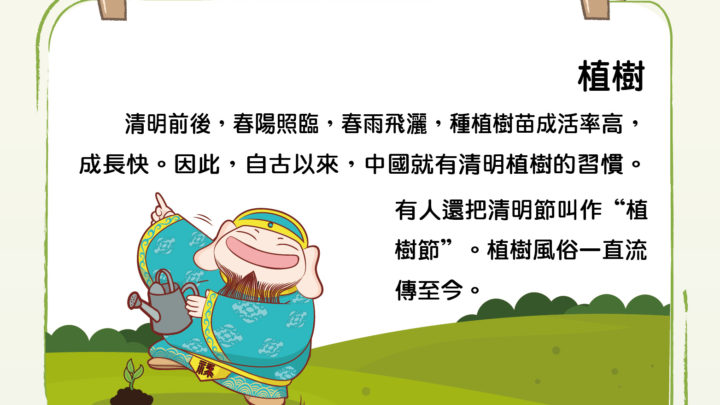 植樹
清明前後，春陽照臨，春雨飛灑，種植樹苗成活率高，
成長快。因此，自古以來，中國就有清明植樹的習慣。
有人還把清明節叫作“植
樹節”。植樹風俗一直流
傳至今。